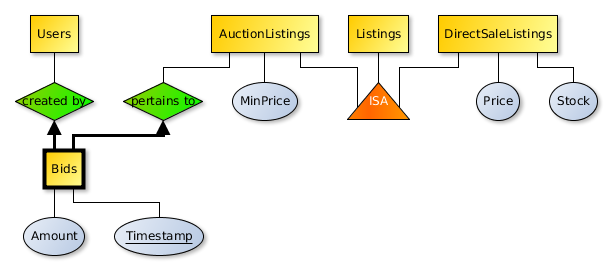 Users
AuctionListings
Listings
DirectSaleListings
created by
pertains to
MinPrice
ISA
Price
Stock
Bids
Amount
Timestamp